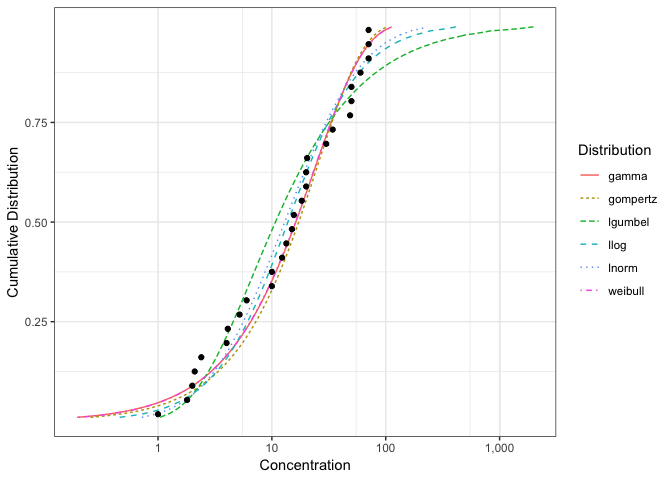 0.75
0.50
0.25
Cumulative Distribution
1
10
100
1,000
Concentration
Distribution
gamma
gompertz
lgumbel
llog
lnorm
weibull